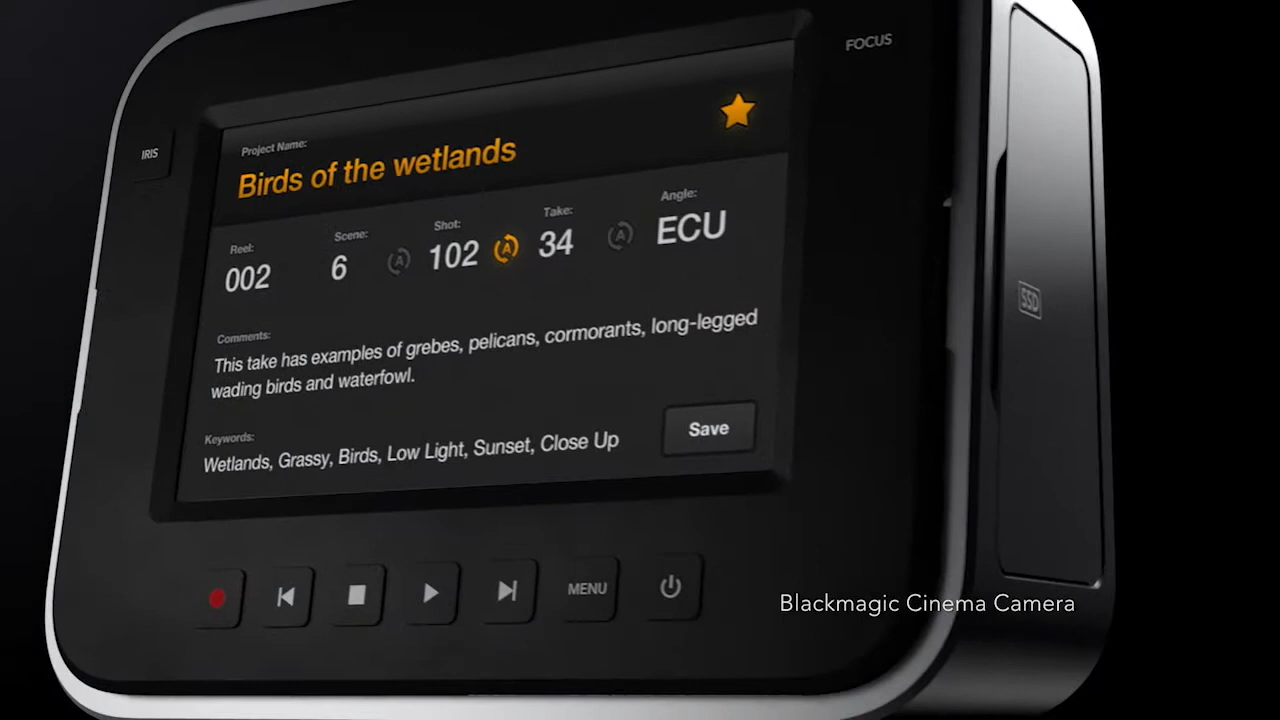 FOCUS
IRIS
Project Name:
Birds of the wetlands
Reel:
002
Scene:
6
A
Shot:
102
A
Take:
34
A
Angle:
ECU
Comments:
This take has examples of grebes, pelicans, cormorants, long-legged
wading birds and waterfowl.
Keywords:
Wetlands, Grassy, Birds, Low Light, Sunset, Close Up
Save
SSD
MENU
Blackmagic Cinema Camera